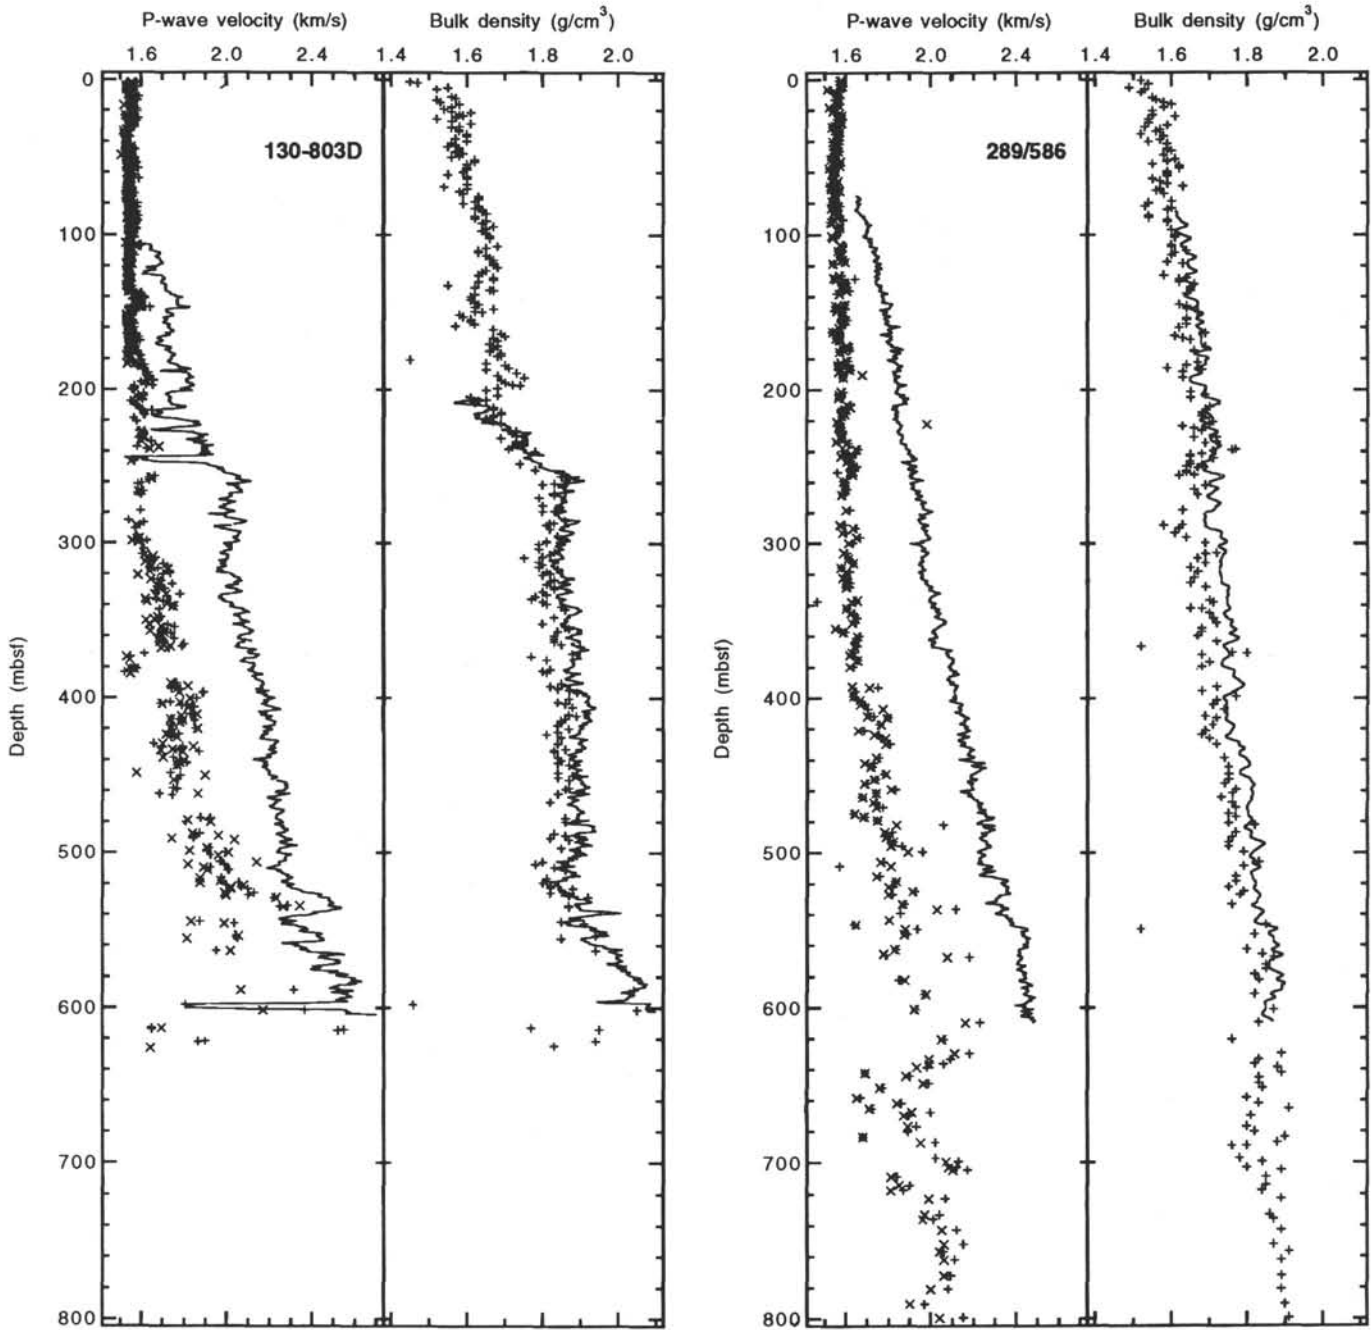 P-wave velocity (km/s) Bulk density (g/cm³) P-wave velocity (km/s) Bulk density (g/cm³)
1.6 2.0 2.4 1.4 1.6 1.8 2.0 1.6 2.0 2.4 1.4 1.6 1.8 2.0
0 0
130-803D 289/586
100 100
200 200
300 300
400 400
Depth (mbsf) Depth (mbsf)
500 500
600 600
700 700
800 800